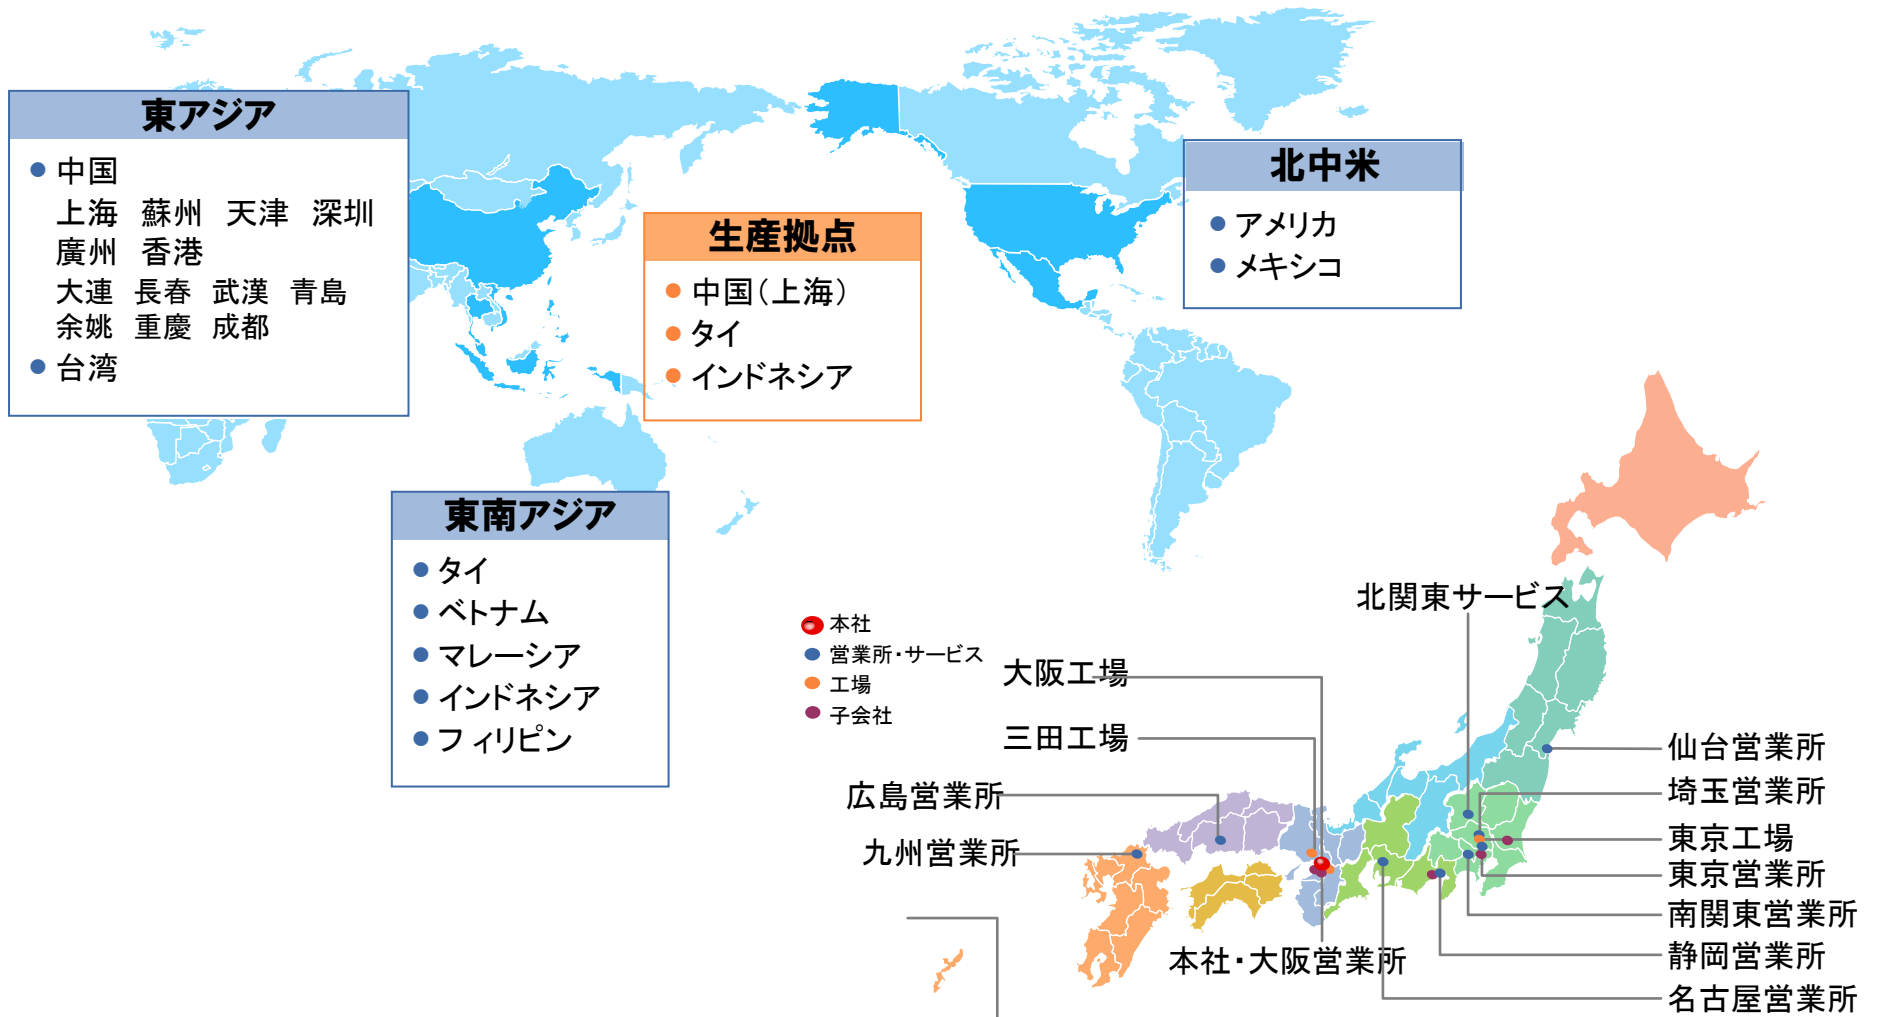 東アジア
中国
上海 蘇州 天津 深圳
廣州 香港
大連 長春 武漢 青島
余姚 重慶 成都
台湾
生産拠点
中国(上海)
タイ
インドネシア
北中米
アメリカ
メキシコ
東南アジア
タイ
ベトナム
マレーシア
インドネシア
フィリピン
本社
営業所・サービス
工場
子会社
北関東サービス
大阪工場
三田工場
広島営業所
九州営業所
本社・大阪営業所
仙台営業所
埼玉営業所
東京工場
東京営業所
南関東営業所
静岡営業所
名古屋営業所